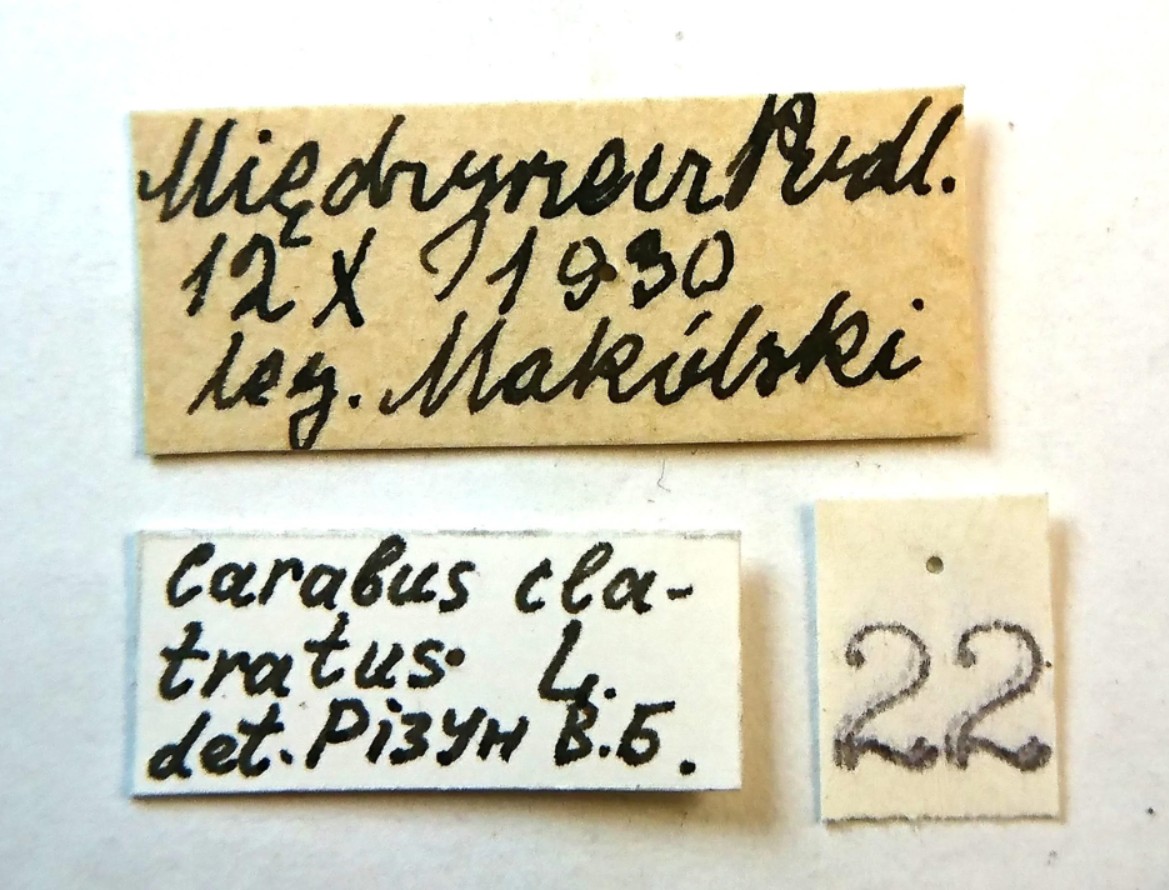 Międzyrzec Podl.
12 X 1930
leg. Makólski
Carabus cla-
tratus L.
det. Різун В.Б.
22